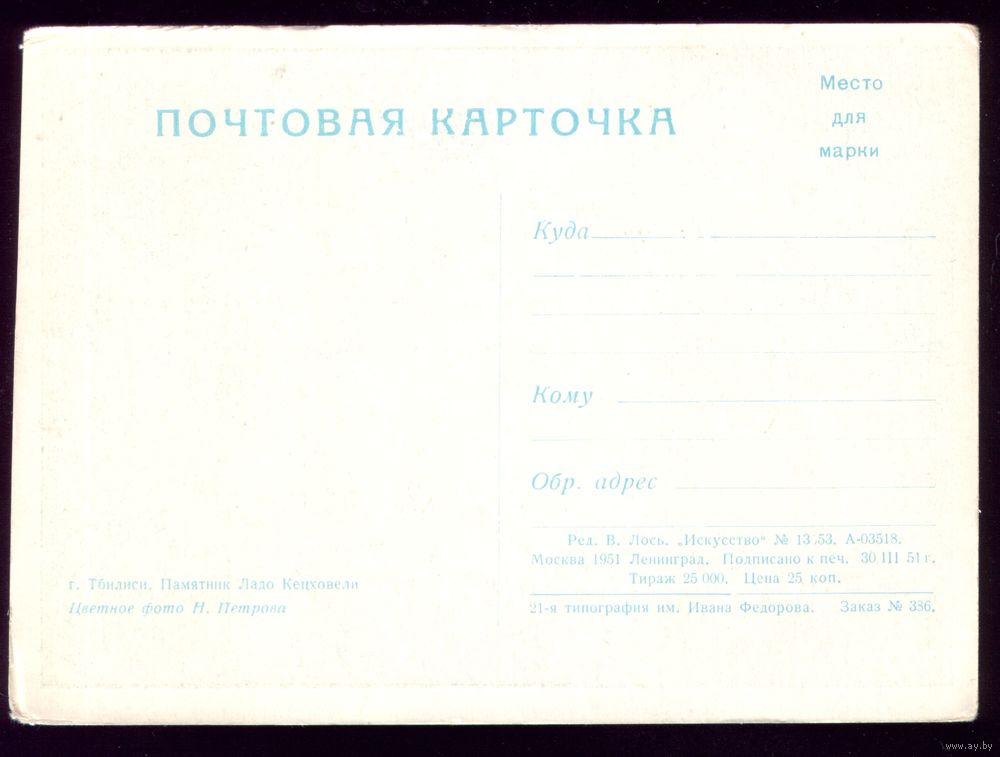 ПОЧТОВАЯ КАРТОЧКА
Место
для
марки
Куда
Кому
Обр. адрес
г. Тбилиси. Памятник Ладо Кецховели
Цветное фото Н. Петрова
Ред. В. Лось. „Искусство“ № 13 53. А-03518.
Москва 1951 Ленинград. Подписано к печ. 30 III 51 г.
Тираж 25 000. Цена 25 коп.
21-я типография им. Ивана Федорова. Заказ № 386.
www.ay.by